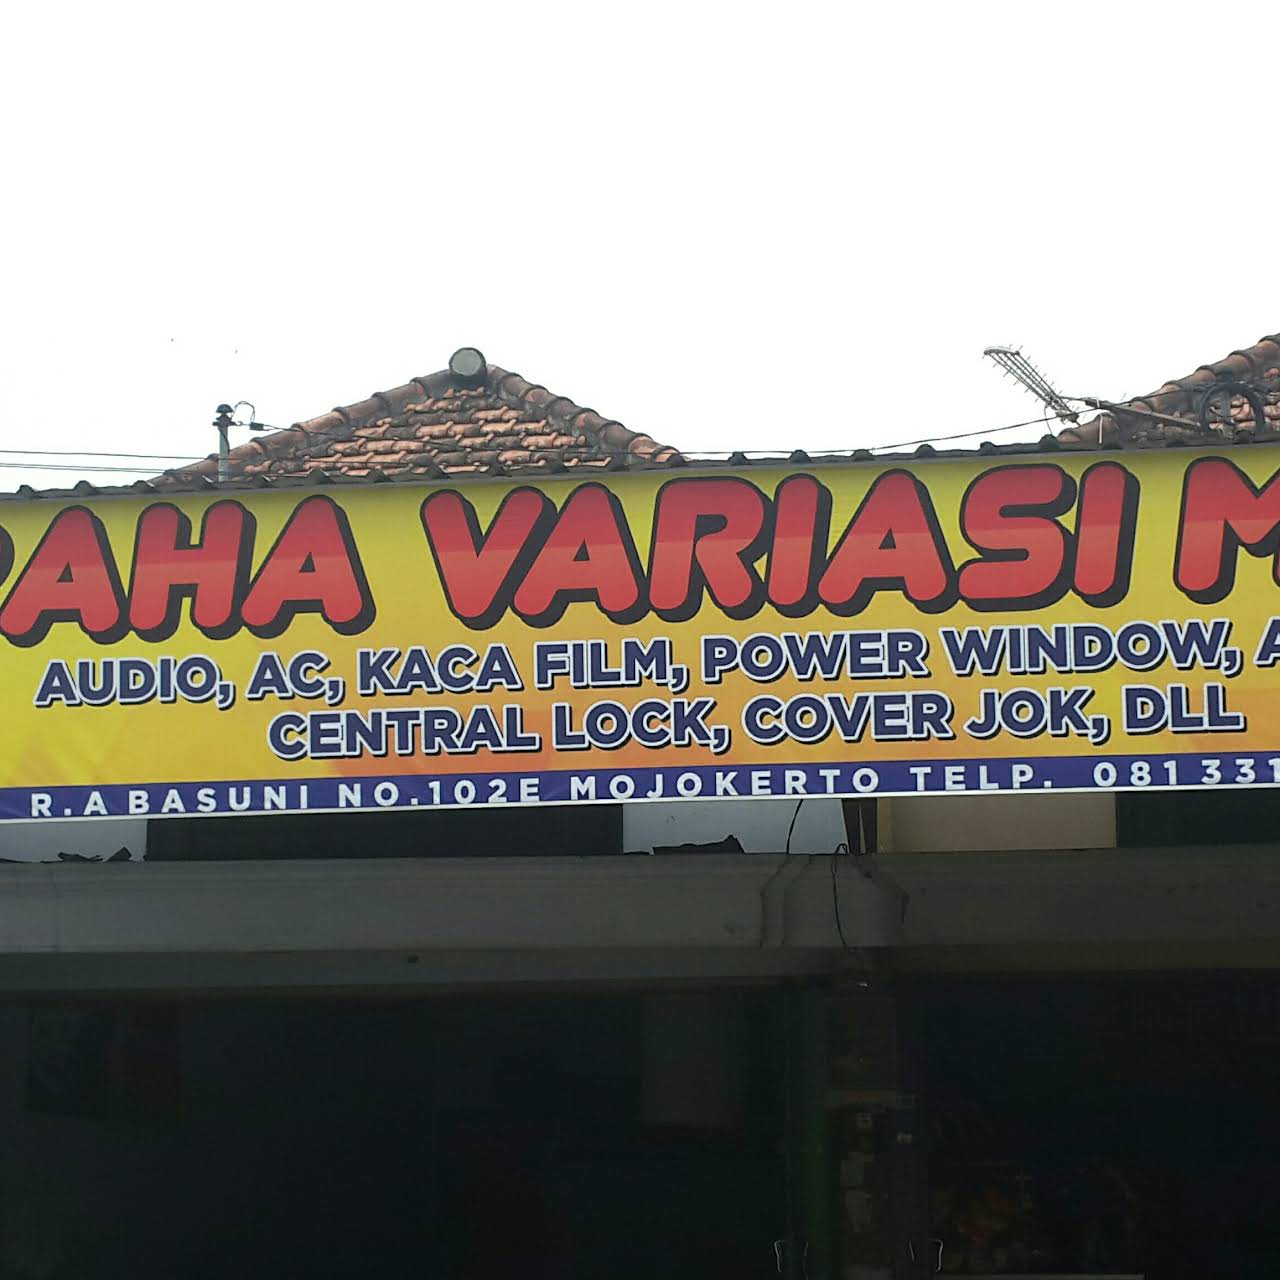 RAHA VARIASI M
AUDIO, AC, KACA FILM, POWER WINDOW, A
CENTRAL LOCK, COVER JOK, DLL
R.A BASUNI NO.102E MOJOKERTO TELP. 081 331